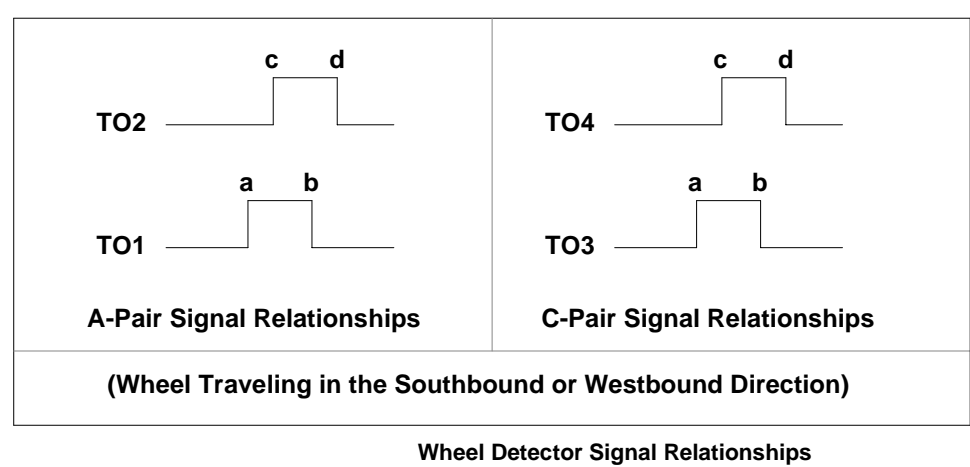 c d
TO2
a b
TO1
A-Pair Signal Relationships
c d
TO4
a b
TO3
C-Pair Signal Relationships
(Wheel Traveling in the Southbound or Westbound Direction)
Wheel Detector Signal Relationships